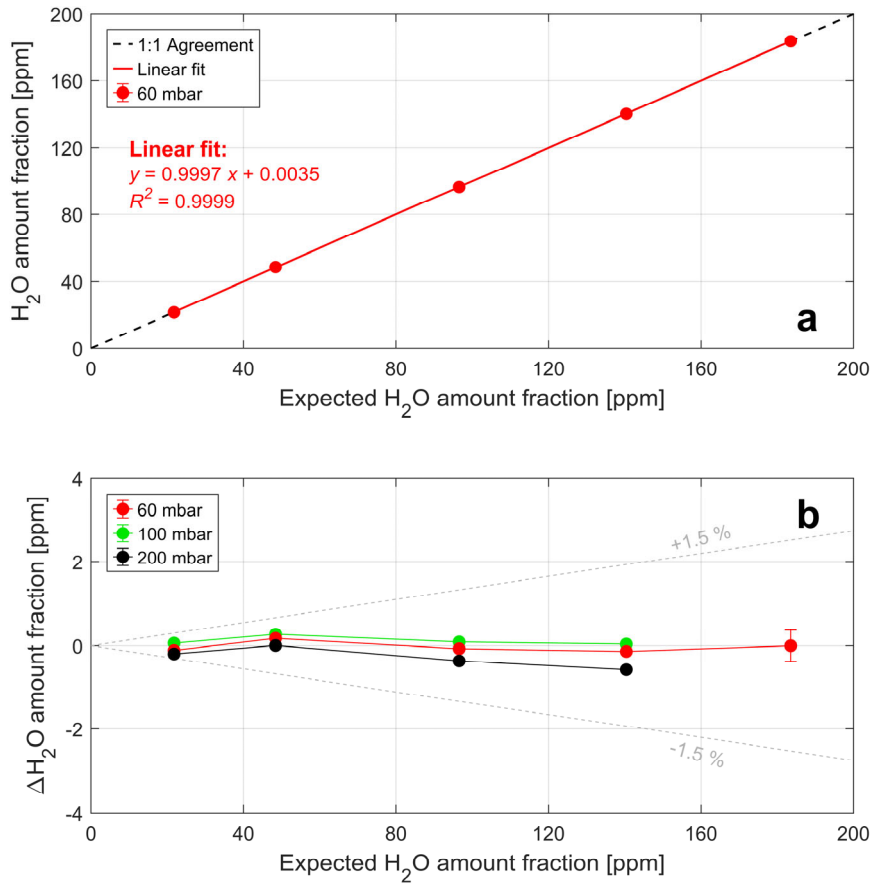 200
160
120
80
40
0
H₂O amount fraction [ppm]
1:1 Agreement
Linear fit
60 mbar
Linear fit:
y = 0.9997 x + 0.0035
R² = 0.9999
a
0 40 80 120 160 200
Expected H₂O amount fraction [ppm]
4
2
0
-2
-4
ΔH₂O amount fraction [ppm]
60 mbar
100 mbar
200 mbar
b
+1.5 %
-1.5 %
0 40 80 120 160 200
Expected H₂O amount fraction [ppm]